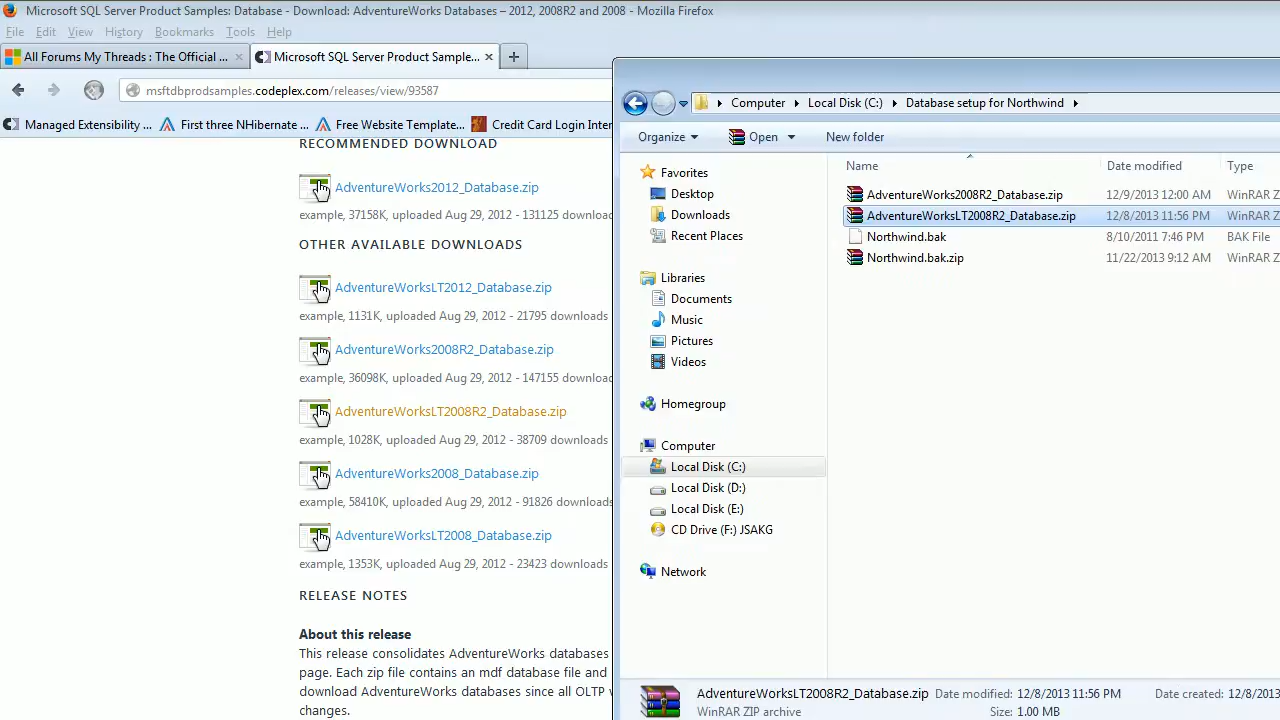 Microsoft SQL Server Product Samples: Database - Download: AdventureWorks Databases – 2012, 2008R2 and 2008 - Mozilla Firefox
File Edit View History Bookmarks Tools Help
All Forums My Threads : The Official ... × Microsoft SQL Server Product Sample... × +
msftdbprodsamples.codeplex.com/releases/view/93587
Managed Extensibility ... First three NHibernate ... Free Website Template... Credit Card Login Inter
RECOMMENDED DOWNLOAD
AdventureWorks2012_Database.zip
example, 37158K, uploaded Aug 29, 2012 - 131125 downloa
OTHER AVAILABLE DOWNLOADS
AdventureWorksLT2012_Database.zip
example, 1131K, uploaded Aug 29, 2012 - 21795 downloads
AdventureWorks2008R2_Database.zip
example, 36098K, uploaded Aug 29, 2012 - 147155 downloa
AdventureWorksLT2008R2_Database.zip
example, 1028K, uploaded Aug 29, 2012 - 38709 downloads
AdventureWorks2008_Database.zip
example, 58410K, uploaded Aug 29, 2012 - 91826 downloads
AdventureWorksLT2008_Database.zip
example, 1353K, uploaded Aug 29, 2012 - 23423 downloads
RELEASE NOTES
About this release
This release consolidates AdventureWorks databases
page. Each zip file contains an mdf database file and
download AdventureWorks databases since all OLTP
changes.
Computer Local Disk (C:) Database setup for Northwind
Organize Open New folder
Name Date modified Type
AdventureWorks2008R2_Database.zip 12/9/2013 12:00 AM WinRAR Z
AdventureWorksLT2008R2_Database.zip 12/8/2013 11:56 PM WinRAR Z
Northwind.bak 8/10/2011 7:46 PM BAK File
Northwind.bak.zip 11/22/2013 9:12 AM WinRAR Z
Favorites
Desktop
Downloads
Recent Places
Libraries
Documents
Music
Pictures
Videos
Homegroup
Computer
Local Disk (C:)
Local Disk (D:)
Local Disk (E:)
CD Drive (F:) JSAKG
Network
AdventureWorksLT2008R2_Database.zip Date modified: 12/8/2013 11:56 PM Date created: 12/8/2013
WinRAR ZIP archive Size: 1.00 MB